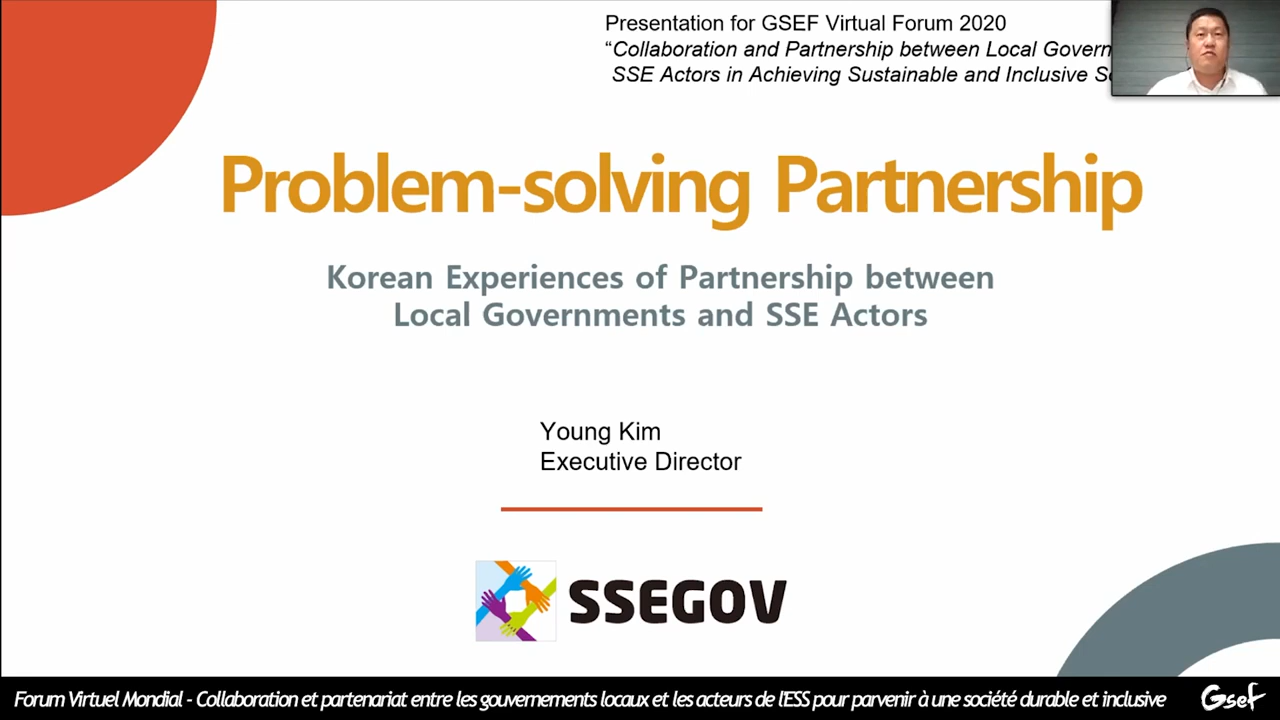 Presentation for GSEF Virtual Forum 2020
“Collaboration and Partnership between Local Govern
SSE Actors in Achieving Sustainable and Inclusive
Problem-solving Partnership
Korean Experiences of Partnership between
Local Governments and SSE Actors
Young Kim
Executive Director
SSEGOV
Forum Virtuel Mondial - Collaboration et partenariat entre les gouvernements locaux et les acteurs de l'ESS pour parvenir à une société durable et inclusive
Gsef